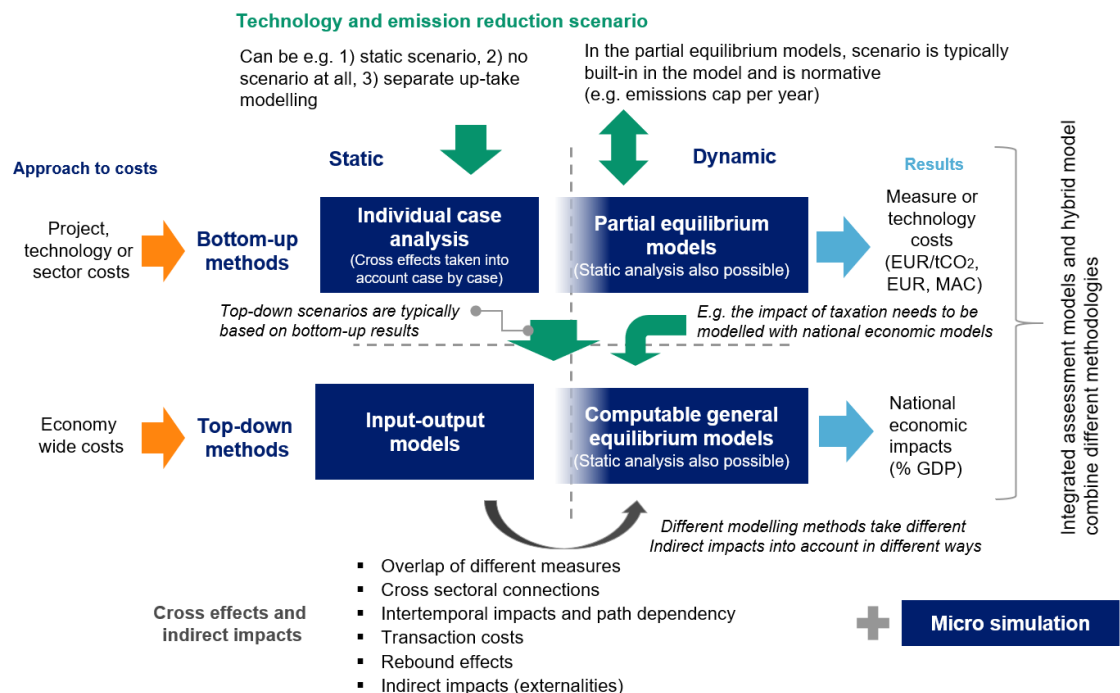 Technology and emission reduction scenario
Can be e.g. 1) static scenario, 2) no
scenario at all, 3) separate up-take
modelling
In the partial equilibrium models, scenario is typically
built-in in the model and is normative
(e.g. emissions cap per year)
Approach to costs
Static
Dynamic
Results
Project,
technology or
sector costs
Bottom-up
methods
Individual case
analysis
(Cross effects taken into
account case by case)
Partial equilibrium
models
(Static analysis also possible)
Measure or
technology
costs
(EUR/tCO₂,
EUR, MAC)
Top-down scenarios are typically
based on bottom-up results
E.g. the impact of taxation needs to be
modelled with national economic models
Economy
wide costs
Top-down
methods
Input-output
models
Computable general
equilibrium models
(Static analysis also possible)
National
economic
impacts
(% GDP)
Integrated assessment models and hybrid model
combine different methodologies
Different modelling methods take different
Indirect impacts into account in different ways
Cross effects and
indirect impacts
▪ Overlap of different measures
▪ Cross sectoral connections
▪ Intertemporal impacts and path dependency
▪ Transaction costs
▪ Rebound effects
▪ Indirect impacts (externalities)
Micro simulation